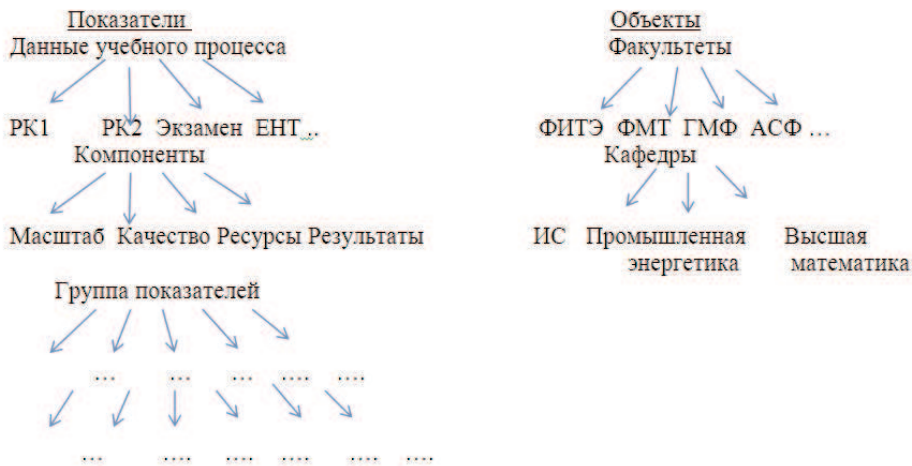 Показатели
Данные учебного процесса
РК1 РК2 Экзамен ЕНТ ..
Компоненты
Масштаб Качество Ресурсы Результаты
Группа показателей
... ... ... .... ....
... .... .... .... .... ....
Объекты
Факультеты
ФИТЭ ФМТ ГМФ АСФ ...
Кафедры
ИС Промышленная Высшая
энергетика математика